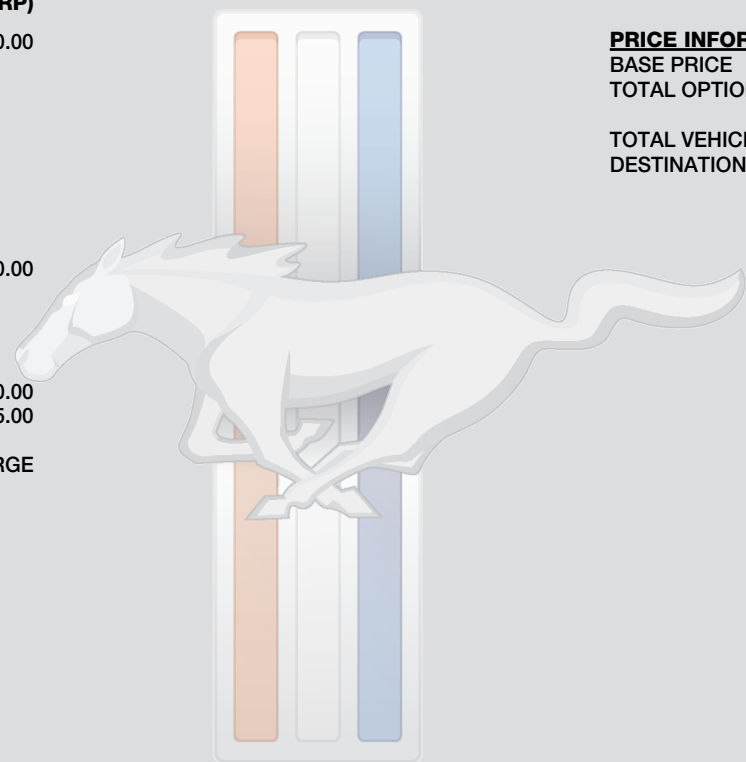 RP)
0.00
0.00
0.00
5.00
RGE
PRICE INFOR
BASE PRICE
TOTAL OPTIO
TOTAL VEHICL
DESTINATION